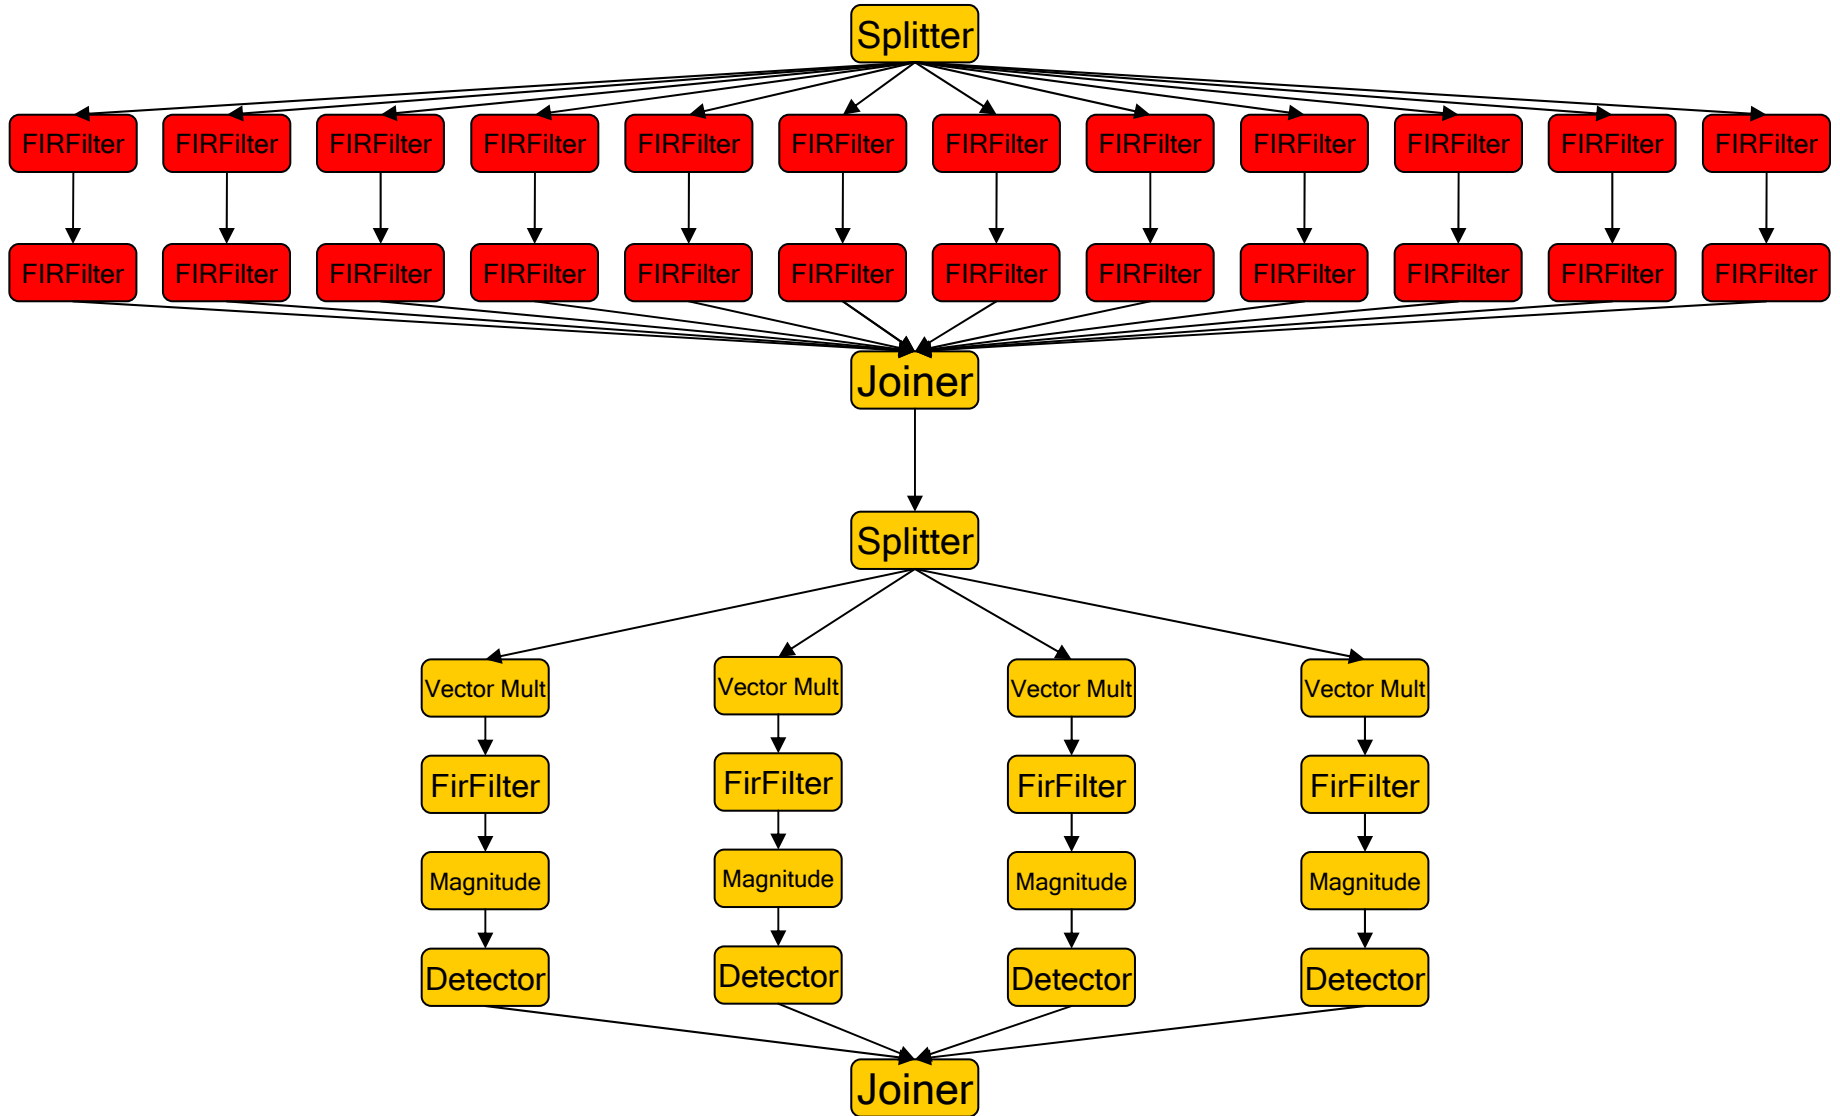 Splitter
FIRFilter FIRFilter FIRFilter FIRFilter FIRFilter FIRFilter FIRFilter FIRFilter FIRFilter FIRFilter FIRFilter FIRFilter
FIRFilter FIRFilter FIRFilter FIRFilter FIRFilter FIRFilter FIRFilter FIRFilter FIRFilter FIRFilter FIRFilter FIRFilter
Joiner
Splitter
Vector Mult Vector Mult Vector Mult Vector Mult
FirFilter FirFilter FirFilter FirFilter
Magnitude Magnitude Magnitude Magnitude
Detector Detector Detector Detector
Joiner